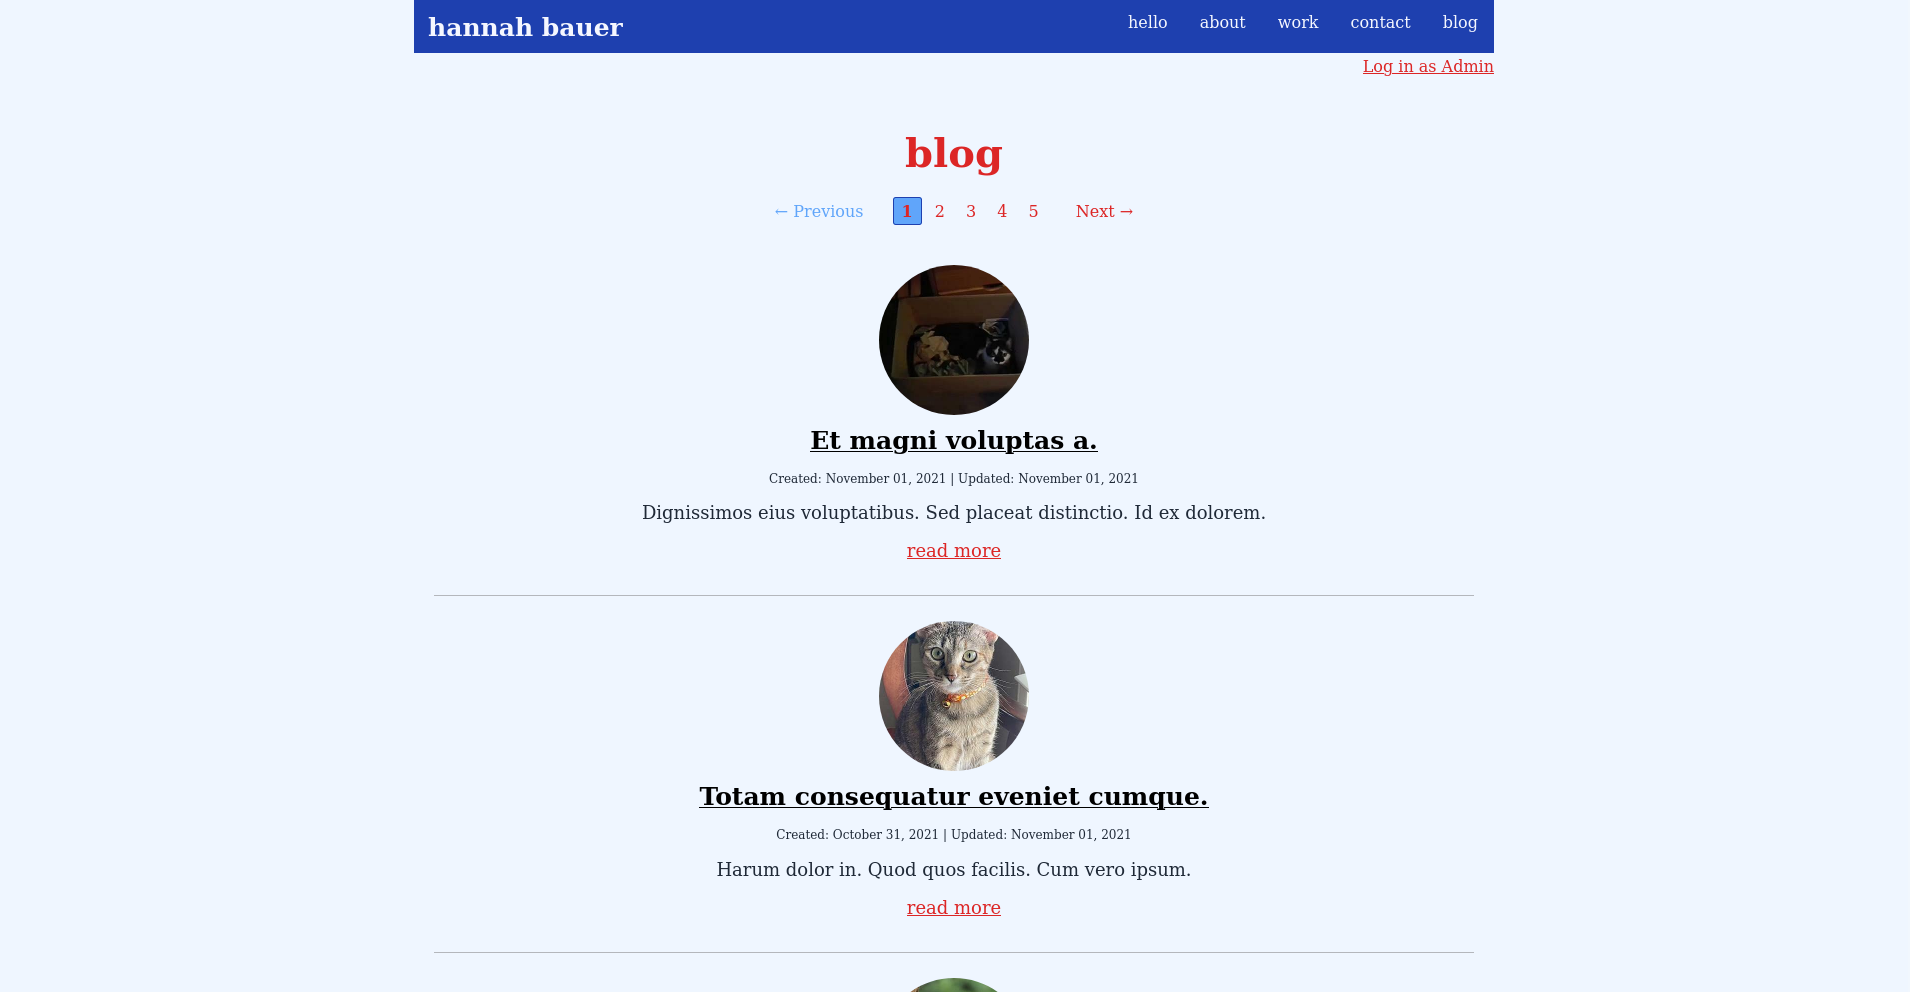 hannah bauer
hello about work contact blog
Log in as Admin
blog
← Previous 1 2 3 4 5 Next →
Et magni voluptas a.
Created: November 01, 2021 | Updated: November 01, 2021
Dignissimos eius voluptatibus. Sed placeat distinctio. Id ex dolorem.
read more
Totam consequatur eveniet cumque.
Created: October 31, 2021 | Updated: November 01, 2021
Harum dolor in. Quod quos facilis. Cum vero ipsum.
read more